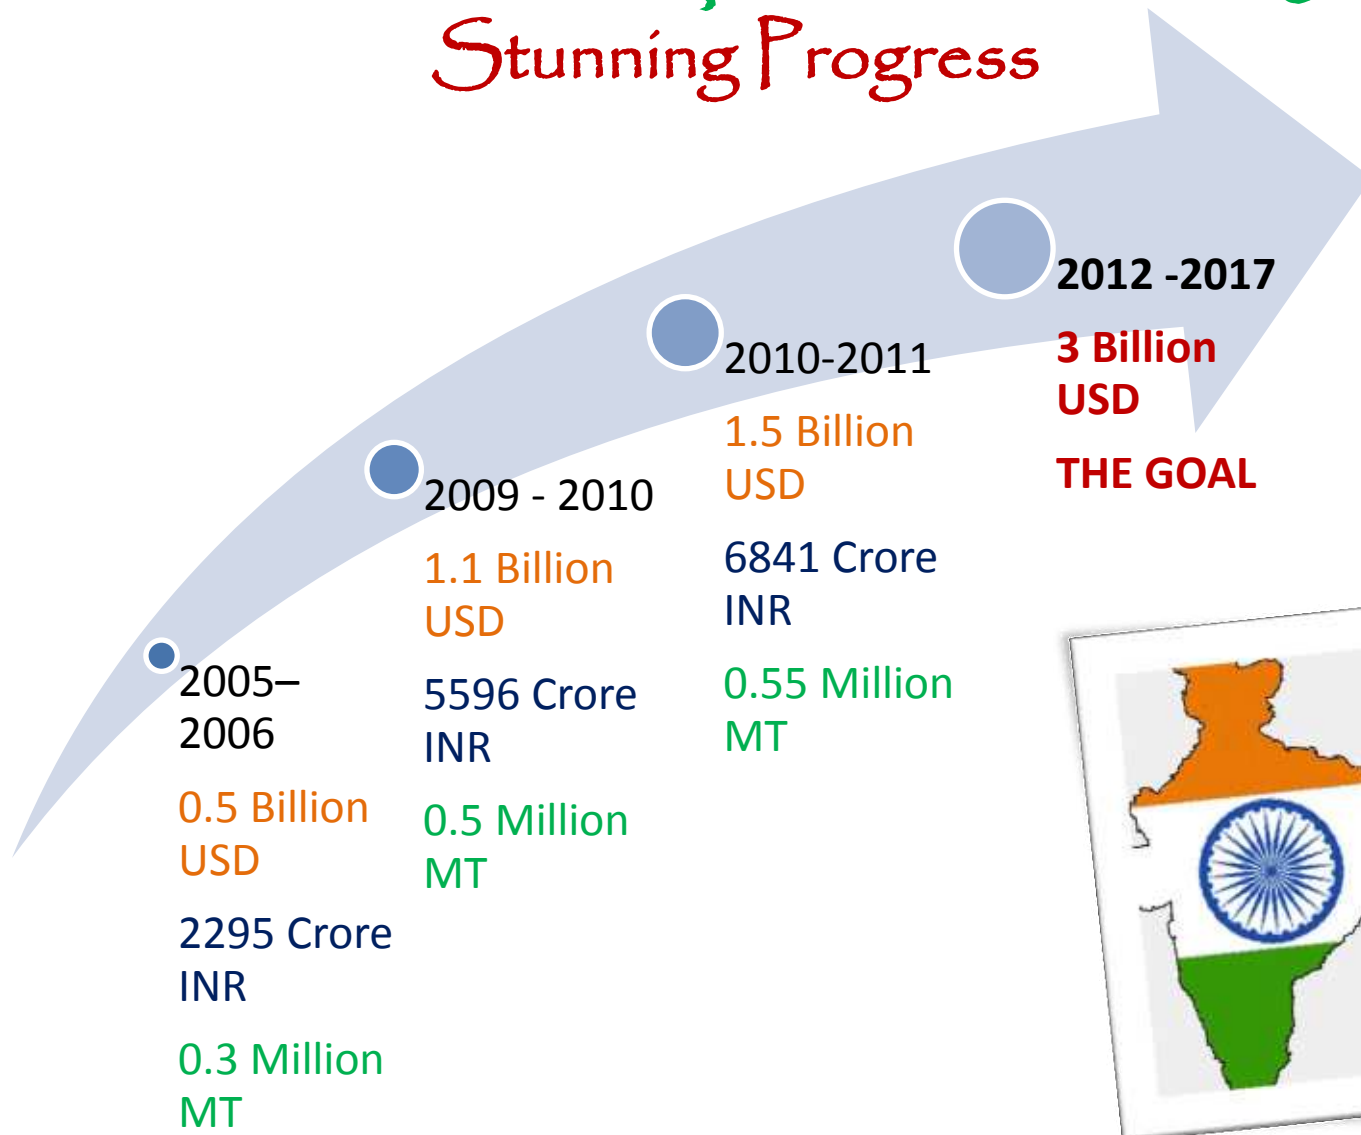 Stunning Progress
2005–
2006
0.5 Billion
USD
2295 Crore
INR
0.3 Million
MT
2009 - 2010
1.1 Billion
USD
5596 Crore
INR
0.5 Million
MT
2010-2011
1.5 Billion
USD
6841 Crore
INR
0.55 Million
MT
2012 -2017
3 Billion
USD
THE GOAL